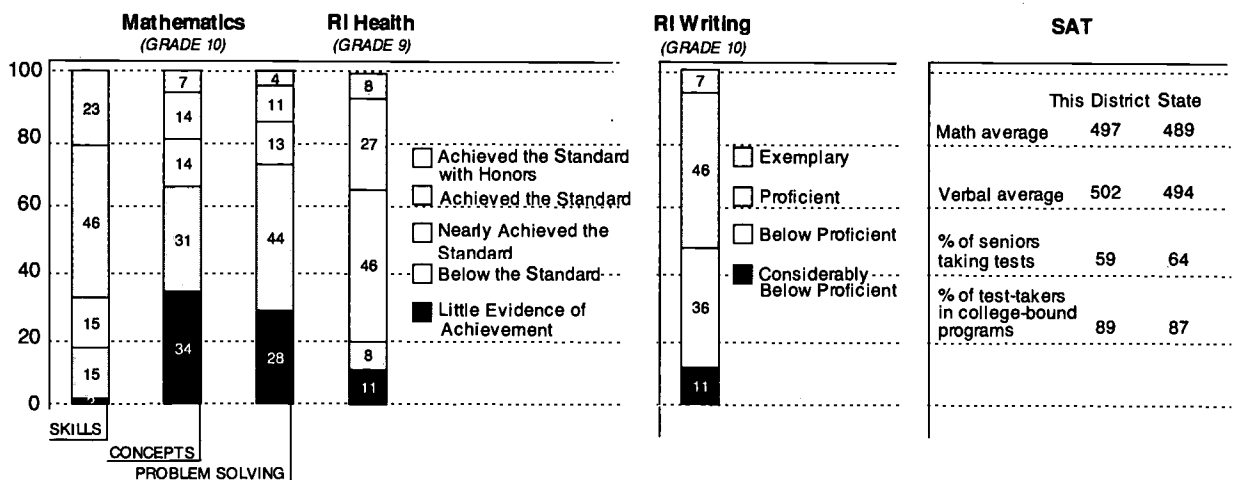 Mathematics
(GRADE 10)
RI Health
(GRADE 9)
RI Writing
(GRADE 10)
SAT
100
80
60
40
20
0
23
46
15
15
2
SKILLS
7
14
14
31
34
CONCEPTS
4
11
13
44
28
PROBLEM SOLVING
8
27
46
8
11
Achieved the Standard
with Honors
Achieved the Standard
Nearly Achieved the
Standard
Below the Standard
Little Evidence of
Achievement
7
46
36
11
Exemplary
Proficient
Below Proficient
Considerably
Below Proficient
This District State
Math average 497 489
Verbal average 502 494
% of seniors
taking tests 59 64
% of test-takers
in college-bound
programs 89 87